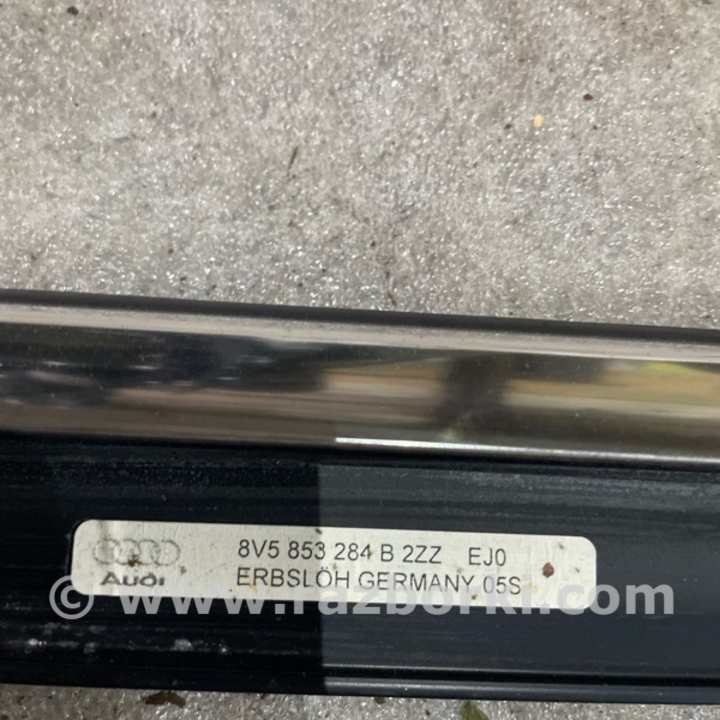 8V5 853 284 B 2ZZ EJ0
Audi ERBSLÖH GERMANY 05S
© www.razborki.com